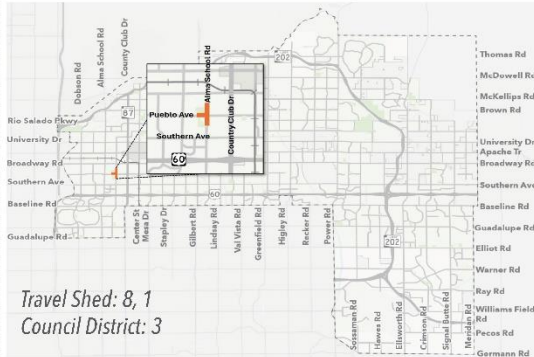 Dobson Rd
Alma School Rd
Country Club Dr
202
Thomas Rd
McDowell Rd
McKellips Rd
Brown Rd
University Dr
Apache Tr
Broadway Rd
Southern Ave
Baseline Rd
Guadalupe Rd
Elliot Rd
Warner Rd
Ray Rd
Williams Field
Rd
Pecos Rd
Germann Rd
Rio Salado Pkwy
University Dr
Broadway Rd
Southern Ave
Baseline Rd
Guadalupe Rd
87
Alma School Rd
Pueblo Ave
Southern Ave
Country Club Dr
60
60
202
Center St
Mesa Dr
Stapley Dr
Gilbert Rd
Lindsay Rd
Val Vista Rd
Greenfield Rd
Higley Rd
Recker Rd
Power Rd
Sossaman Rd
Hawes Rd
Ellsworth Rd
Crismon Rd
Signal Butte Rd
Meridian Rd
Travel Shed: 8, 1
Council District: 3